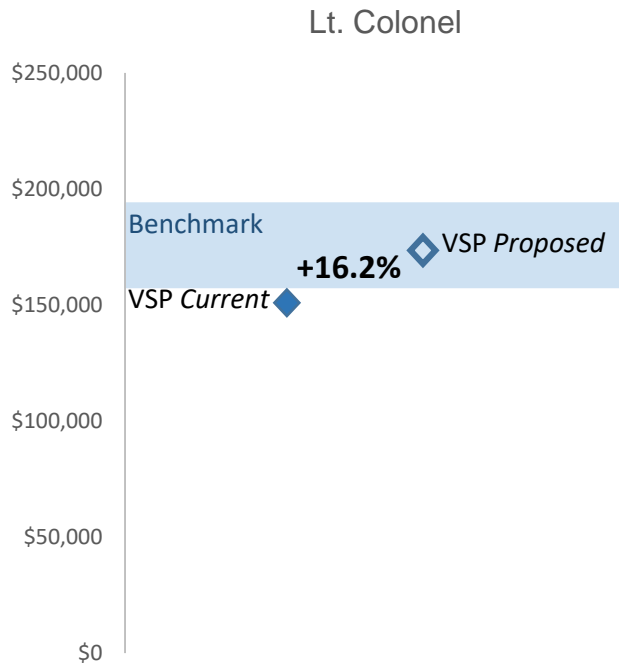 Lt. Colonel
$250,000
$200,000
Benchmark
VSP Proposed
+16.2%
VSP Current
$150,000
$100,000
$50,000
$0